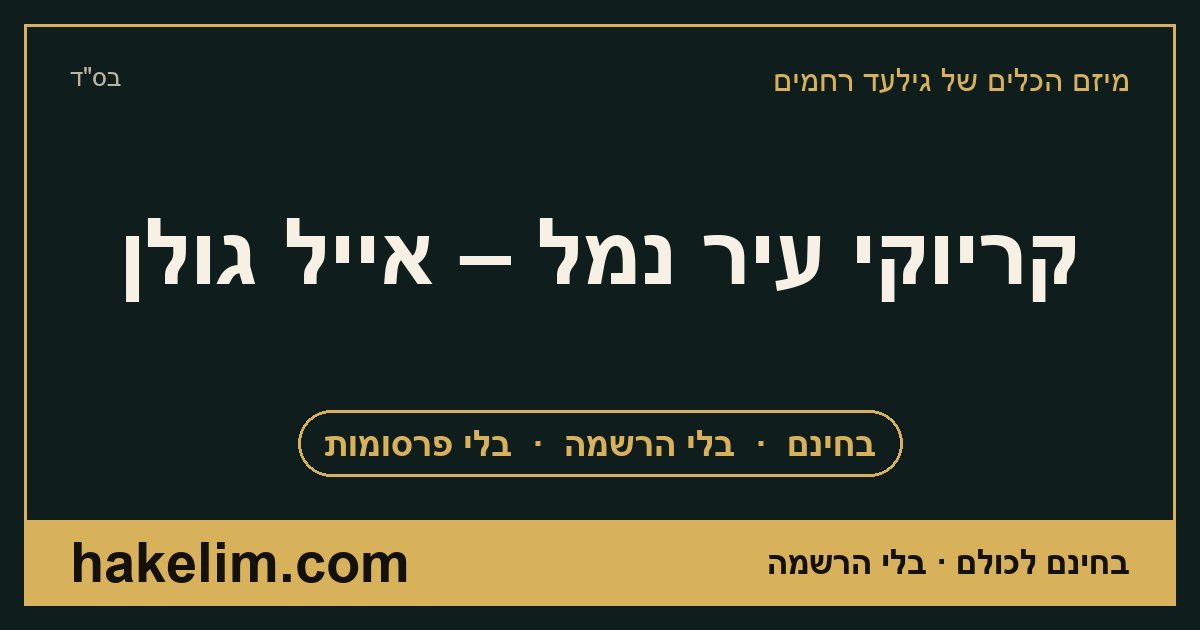 מיזם הכלים של גילעד רחמים
בס"ד
קריוקי עיר נמל – אייל גולן
בחינם · בלי הרשמה · בלי פרסומות
בחינם לכולם · בלי הרשמה
hakelim.com